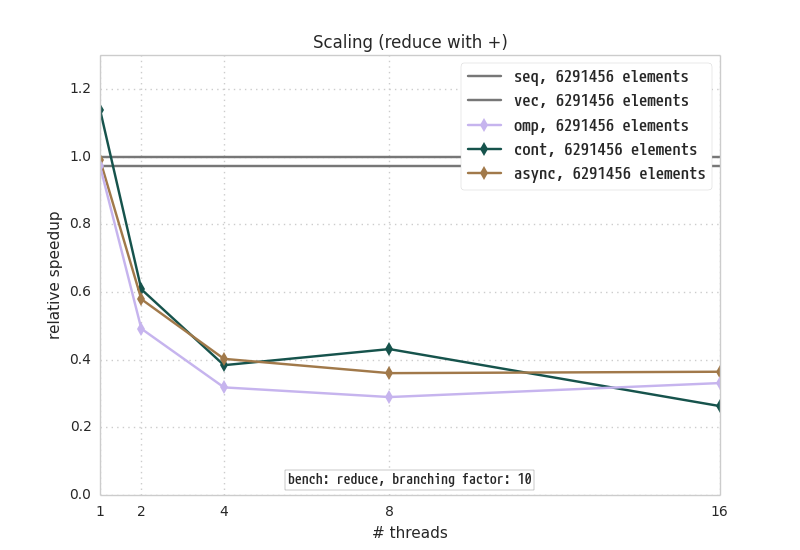 Scaling (reduce with +)
seq, 6291456 elements
vec, 6291456 elements
omp, 6291456 elements
cont, 6291456 elements
async, 6291456 elements
relative speedup
1.2
1.0
0.8
0.6
0.4
0.2
0.0
bench: reduce, branching factor: 10
1 2 4 8 16
# threads